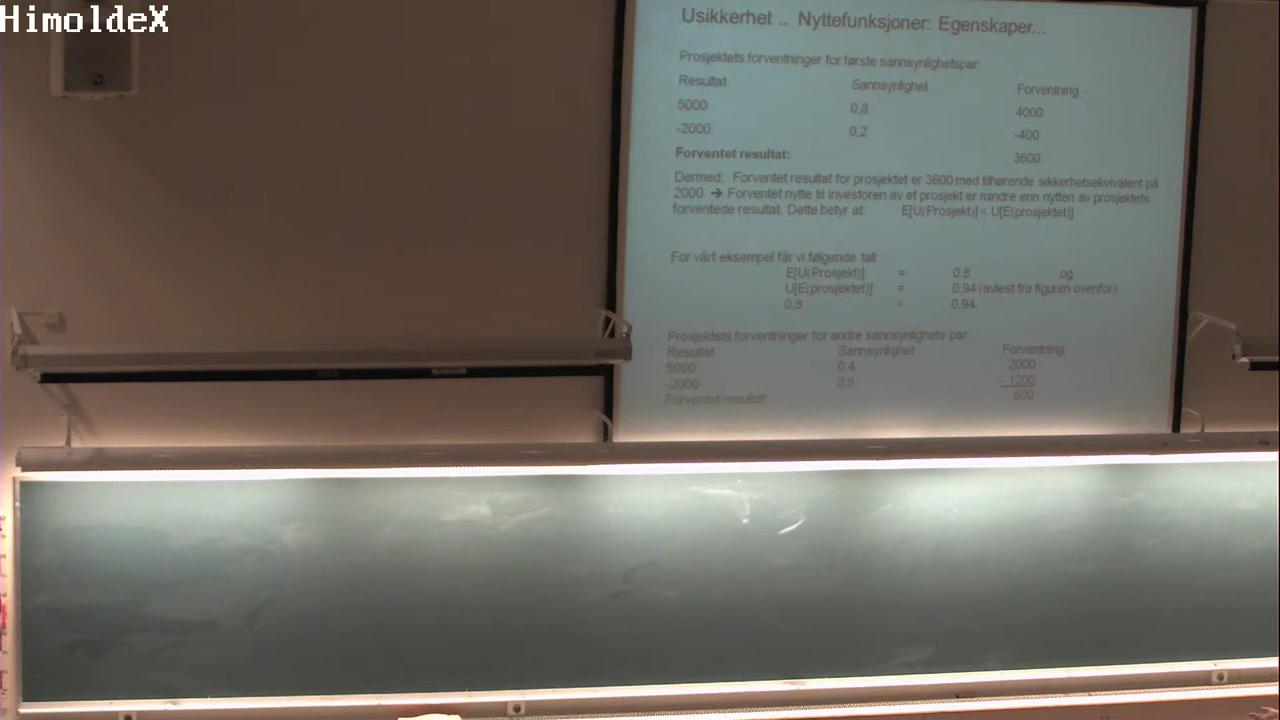 HimoldeX
Usikkerhet .. Nyttefunksjoner: Egenskaper...
Prosjektets forventninger for første sannsynlighetspar:
Resultat Sannsynlighet Forventning
5000 0,8 4000
-2000 0,2 -400
Forventet resultat: 3600
Dermed: Forventet resultat for prosjektet er 3600 med tilhørende sikkerhetsekvivalent på
2000 → Forventet nytte til investoren av et prosjekt er mindre enn nytten av prosjektets
forventede resultat. Dette betyr at: E[U(Prosjekt)] < U[E(prosjektet)]
For vårt eksempel får vi følgende tall:
E[U(Prosjekt)] = 0.8 og
U[E(prosjektet)] = 0,94 (avlest fra figuren ovenfor)
0,8 < 0.94.
Prosjektets forventninger for andre sannsynlighets par:
Resultat Sannsynlighet Forventning
5000 0.4 2000
-2000 0.6 - 1200
Forventet resultat: 800